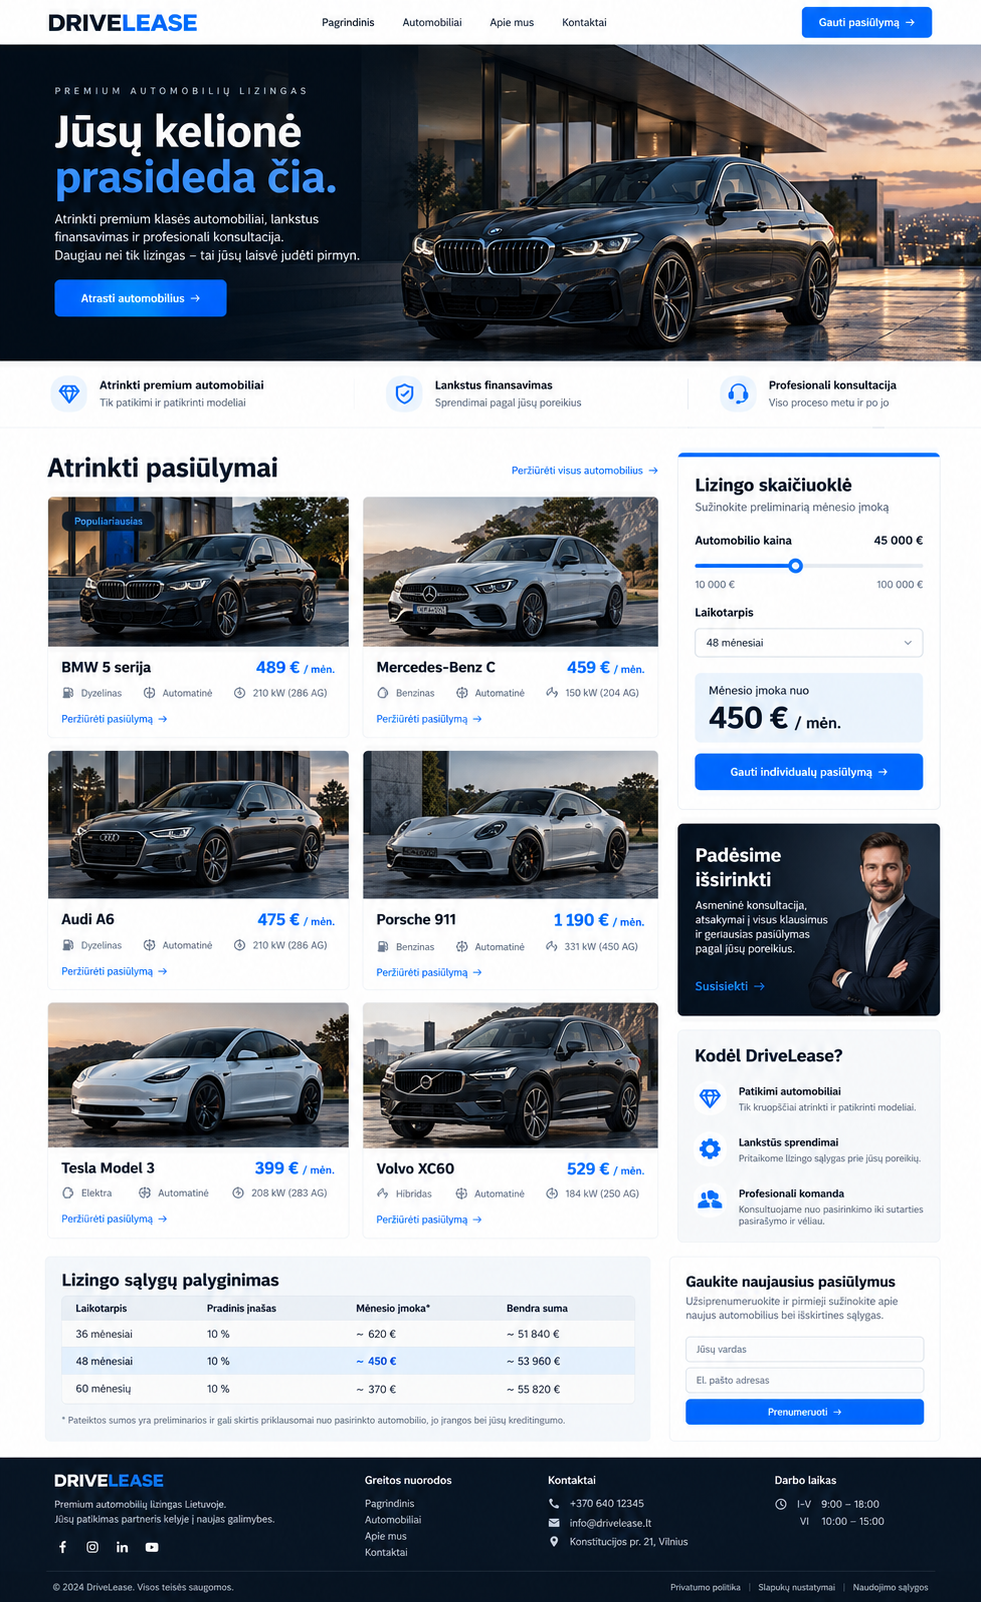 DRIVELEASE
Pagrindinis
Automobiliai
Apie mus
Kontaktai
Gauti pasiūlymą →
PREMIUM AUTOMOBILIŲ LIZINGAS
Jūsų kelionė
prasideda čia.
Atrinkti premium klasės automobiliai, lankstus
finansavimas ir profesionali konsultacija.
Daugiau nei tik lizingas – tai jūsų laisvė judėti pirmyn.
Atrasti automobilius →
Atrinkti premium automobiliai
Tik patikimi ir patikrinti modeliai
Lankstus finansavimas
Sprendimai pagal jūsų poreikius
Profesionali konsultacija
Viso proceso metu ir po jo
Atrinkti pasiūlymai
Peržiūrėti visus automobilius →
Populiariausias
BMW 5 serija
489 € / mėn.
Dyzelinas
Automatinė
210 kW (286 AG)
Peržiūrėti pasiūlymą →
Mercedes-Benz C
459 € / mėn.
Benzinas
Automatinė
150 kW (204 AG)
Peržiūrėti pasiūlymą →
Audi A6
475 € / mėn.
Dyzelinas
Automatinė
210 kW (286 AG)
Peržiūrėti pasiūlymą →
Porsche 911
1 190 € / mėn.
Benzinas
Automatinė
331 kW (450 AG)
Peržiūrėti pasiūlymą →
Tesla Model 3
399 € / mėn.
Elektra
Automatinė
208 kW (283 AG)
Peržiūrėti pasiūlymą →
Volvo XC60
529 € / mėn.
Hibridas
Automatinė
184 kW (250 AG)
Peržiūrėti pasiūlymą →
Lizingo skaičiuoklė
Sužinokite preliminarią mėnesio įmoką
Automobilio kaina
45 000 €
10 000 €
100 000 €
Laikotarpis
48 mėnesiai
Mėnesio įmoka nuo
450 € / mėn.
Gauti individualų pasiūlymą →
Padėsime
išsirinkti
Asmeninė konsultacija,
atsakymai į visus klausimus
ir geriausias pasiūlymas
pagal jūsų poreikius.
Susisiekti →
Kodėl DriveLease?
Patikimi automobiliai
Tik kruopščiai atrinkti ir patikrinti modeliai.
Lankstūs sprendimai
Pritaikome lizingo sąlygas prie jūsų poreikių.
Profesionali komanda
Konsultuojame nuo pasirinkimo iki sutarties
pasirašymo ir vėliau.
Lizingo sąlygų palyginimas
Laikotarpis Pradinis įnašas Mėnesio įmoka* Bendra suma
36 mėnesiai 10 % ~ 620 € ~ 51 840 €
48 mėnesiai 10 % ~ 450 € ~ 53 960 €
60 mėnesių 10 % ~ 370 € ~ 55 820 €
* Pateiktos sumos yra preliminarios ir gali skirtis priklausomai nuo pasirinkto automobilio, jo įrangos bei jūsų kreditingumo.
Gaukite naujausius pasiūlymus
Užsiprenumeruokite ir pirmieji sužinokite apie
naujus automobilius bei išskirtines sąlygas.
Jūsų vardas
El. pašto adresas
Prenumeruoti →
DRIVELEASE
Premium automobilių lizingas Lietuvoje.
Jūsų patikimas partneris kelyje į naujas galimybes.
Greitos nuorodos
Pagrindinis
Automobiliai
Apie mus
Kontaktai
Kontaktai
+370 640 12345
info@drivelease.lt
Konstitucijos pr. 21, Vilnius
Darbo laikas
I-V 9:00 – 18:00
VI 10:00 – 15:00
© 2024 DriveLease. Visos teisės saugomos.
Privatumo politika | Slapukų nustatymai | Naudojimo sąlygos